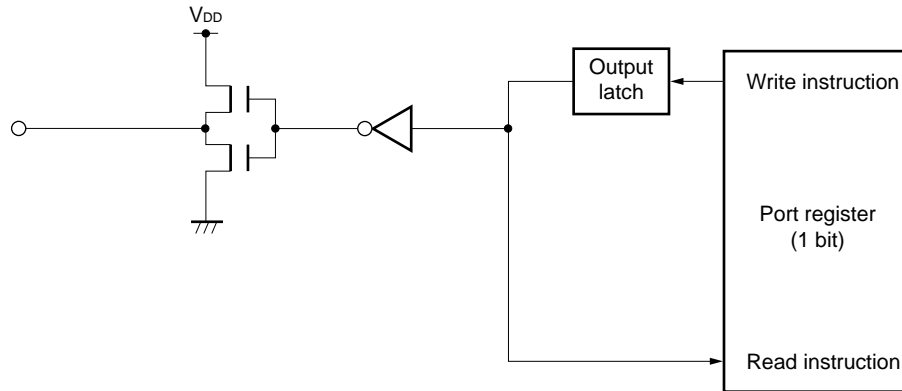 VDD
Output
latch
Write instruction
Port register
(1 bit)
Read instruction